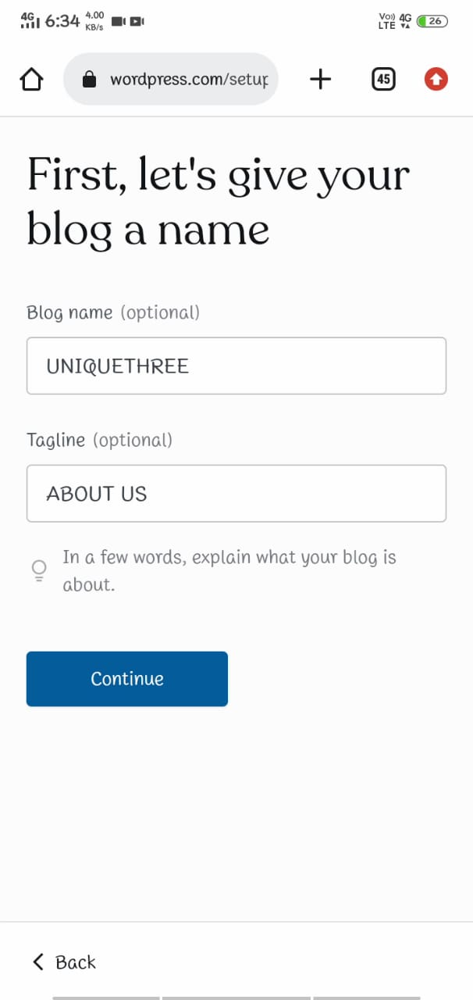 4G 6:34 4.00 KB/s Vo)) LTE 4G 26
wordpress.com/setup 45
First, let's give your
blog a name
Blog name (optional)
UNIQUETHREE
Tagline (optional)
ABOUT US
In a few words, explain what your blog is
about.
Continue
Back